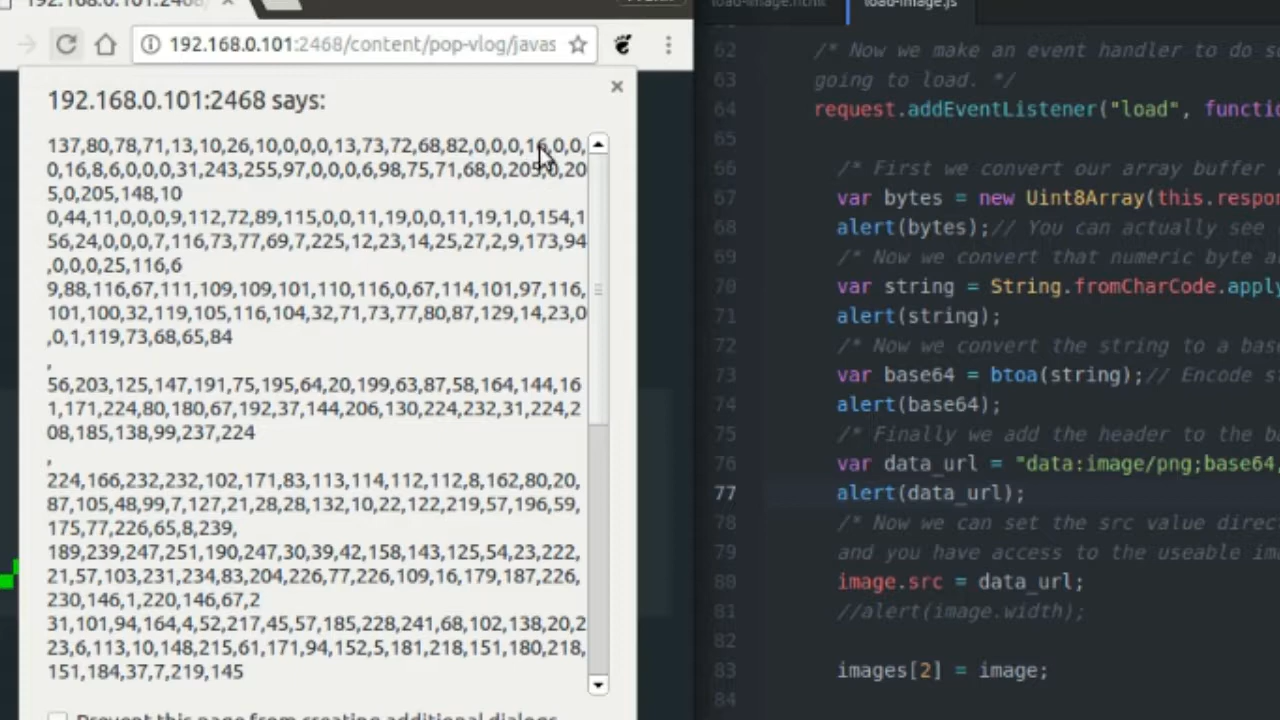 192.168.0.101:2468
load-image.html
load-image.js
192.168.0.101:2468/content/pop-vlog/javas
192.168.0.101:2468 says:
137,80,78,71,13,10,26,10,0,0,0,13,73,72,68,82,0,0,0,16,0,0,
0,16,8,6,0,0,0,31,243,255,97,0,0,0,6,98,75,71,68,0,205,0,20
5,0,205,148,10
0,44,11,0,0,0,9,112,72,89,115,0,0,11,19,0,0,11,19,1,0,154,1
56,24,0,0,0,7,116,73,77,69,7,225,12,23,14,25,27,2,9,173,94
,0,0,0,25,116,6
9,88,116,67,111,109,109,101,110,116,0,67,114,101,97,116,
101,100,32,119,105,116,104,32,71,73,77,80,87,129,14,23,0
,0,1,119,73,68,65,84
,
56,203,125,147,191,75,195,64,20,199,63,87,58,164,144,161
1,171,224,80,180,67,192,37,144,206,130,224,232,31,224,2
08,185,138,99,237,224
,
224,166,232,232,102,171,83,113,114,112,112,8,162,80,20,
87,105,48,99,7,127,21,28,28,132,10,22,122,219,57,196,59,
175,77,226,65,8,239,
189,239,247,251,190,247,30,39,42,158,143,125,54,23,222,
21,57,103,231,234,83,204,226,77,226,109,16,179,187,226,
230,146,1,220,146,67,2
31,101,94,164,4,52,217,45,57,185,228,241,68,102,138,20,2
23,6,113,10,148,215,61,171,94,152,5,181,218,151,180,218,
151,184,37,7,219,145
Prevent this page from creating additional dialogs
62 /* Now we make an event handler to do s
63 going to load. */
64 request.addEventListener("load", functi
65
66 /* First we convert our array buffer
67 var bytes = new Uint8Array(this.respo
68 alert(bytes);// You can actually see
69 /* Now we convert that numeric byte a
70 var string = String.fromCharCode.apply
71 alert(string);
72 /* Now we convert the string to a bas
73 var base64 = btoa(string);// Encode s
74 alert(base64);
75 /* Finally we add the header to the b
76 var data_url = "data:image/png;base64,
77 alert(data_url);
78 /* Now we can set the src value direc
79 and you have access to the useable im
80 image.src = data_url;
81 //alert(image.width);
82
83 images[2] = image;
84